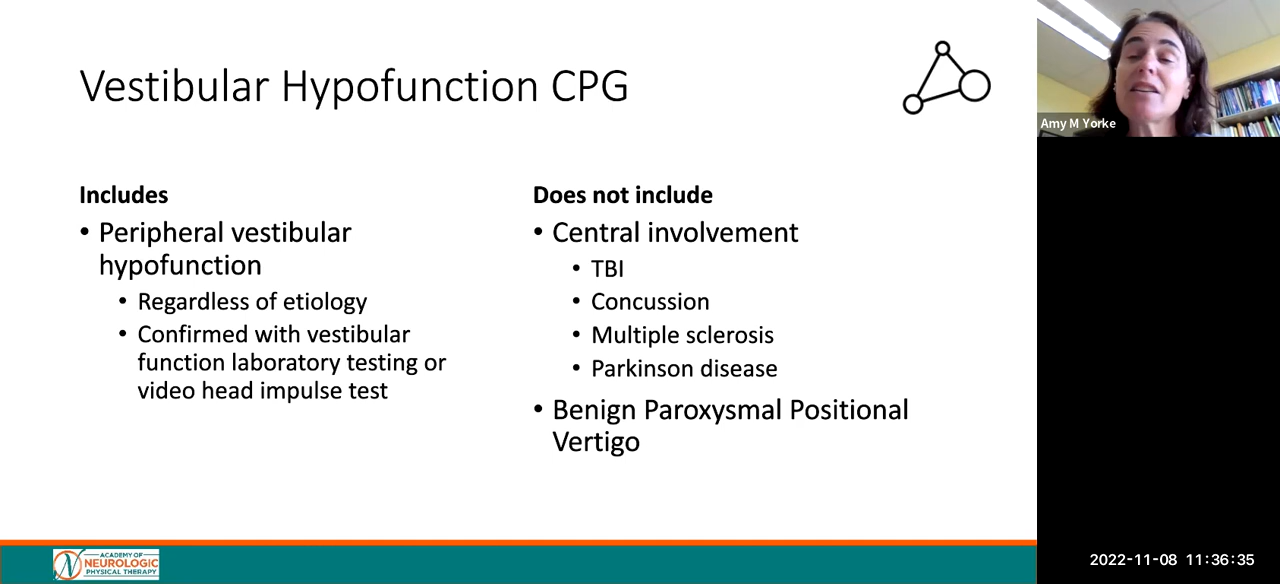 Vestibular Hypofunction CPG
Amy M Yorke
Includes
• Peripheral vestibular
hypofunction
• Regardless of etiology
• Confirmed with vestibular
function laboratory testing or
video head impulse test
Does not include
• Central involvement
• TBI
• Concussion
• Multiple sclerosis
• Parkinson disease
• Benign Paroxysmal Positional
Vertigo
ACADEMY OF
NEUROLOGIC
PHYSICAL THERAPY
2022-11-08 11:36:35